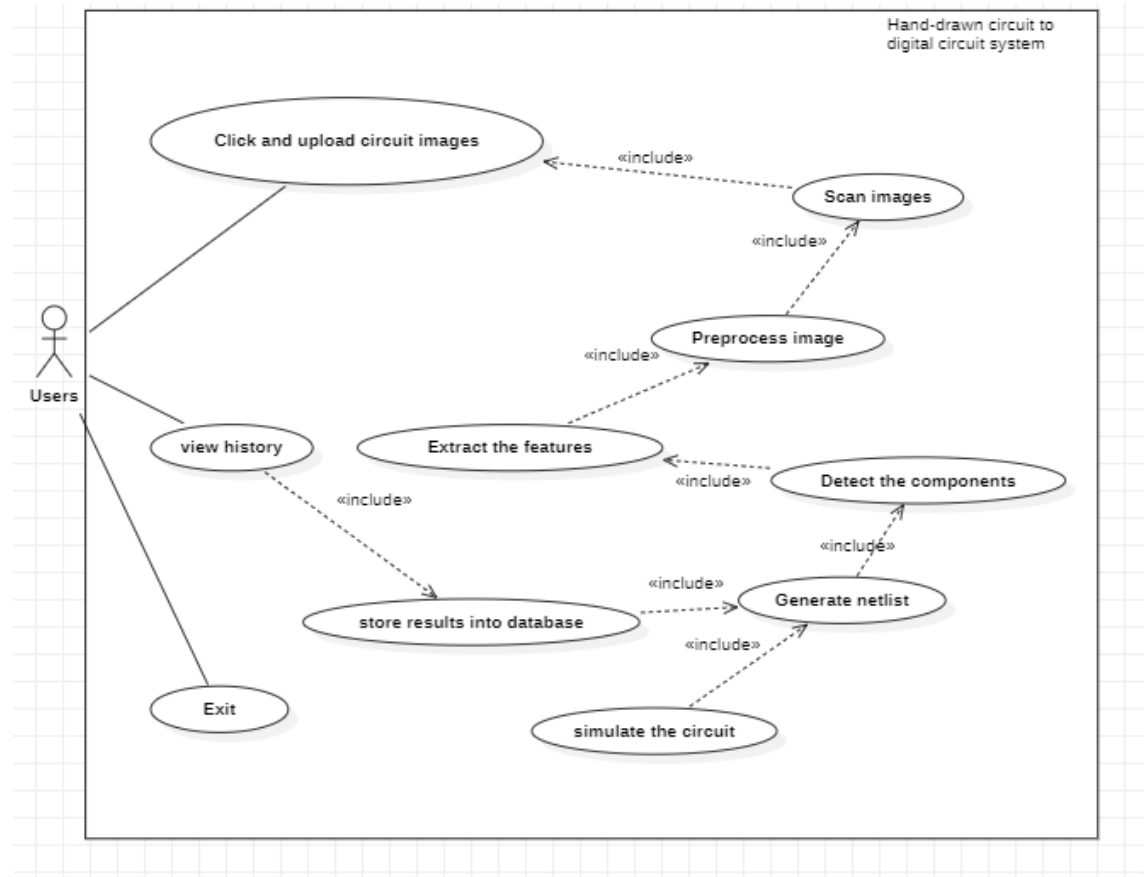 Hand-drawn circuit to
digital circuit system
Click and upload circuit images
«include»
Scan images
«include»
Preprocess image
«include»
Users
view history
Extract the features
«include»
Detect the components
«include»
«include»
«include»
Generate netlist
store results into database
«include»
Exit
simulate the circuit